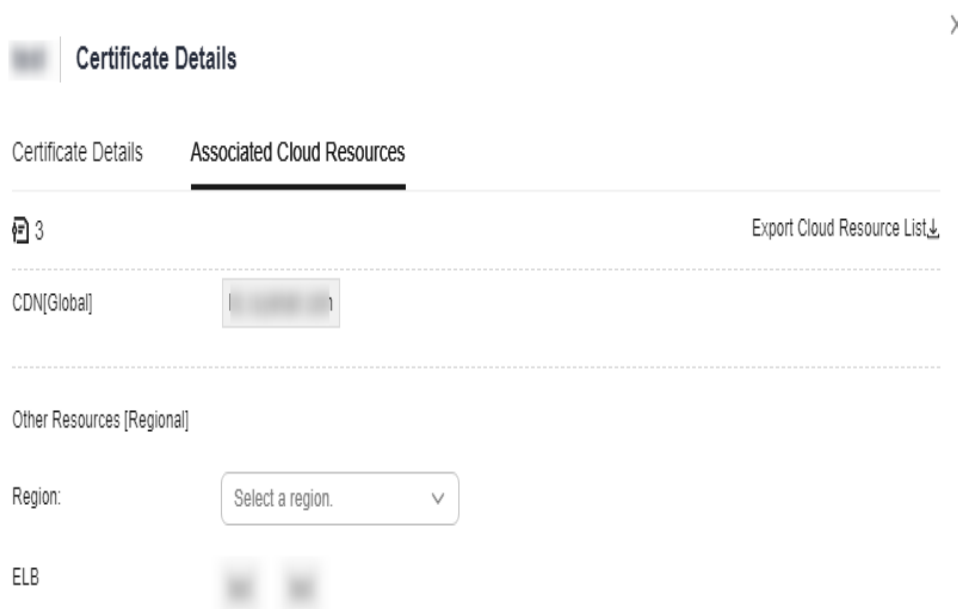 Certificate Details
Certificate Details Associated Cloud Resources
3 Export Cloud Resource List
CDN[Global]
Other Resources [Regional]
Region: Select a region.
ELB